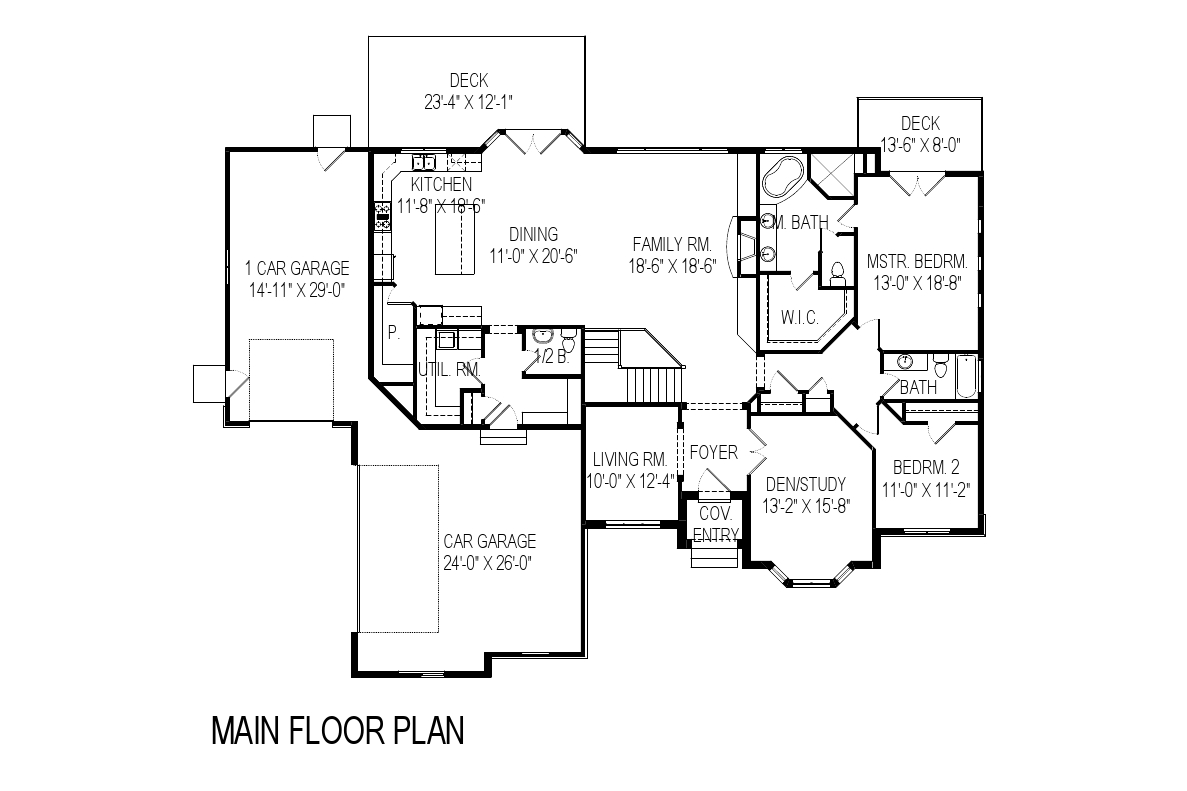 DECK
23'-4" X 12'-1"
DECK
13'-6" X 8'-0"
KITCHEN
11'-8" X 18'-6"
M. BATH
DINING
11'-0" X 20'-6"
FAMILY RM.
18'-6" X 18'-6"
1 CAR GARAGE
14'-11" X 29'-0"
MSTR. BEDRM.
13'-0" X 18'-8"
W.I.C.
P.
UTIL. RM.
1/2 B.
BATH
LIVING RM.
10'-0" X 12'-4"
FOYER
BEDRM. 2
11'-0" X 11'-2"
DEN/STUDY
13'-2" X 15'-8"
COV.
ENTRY
CAR GARAGE
24'-0" X 26'-0"
MAIN FLOOR PLAN